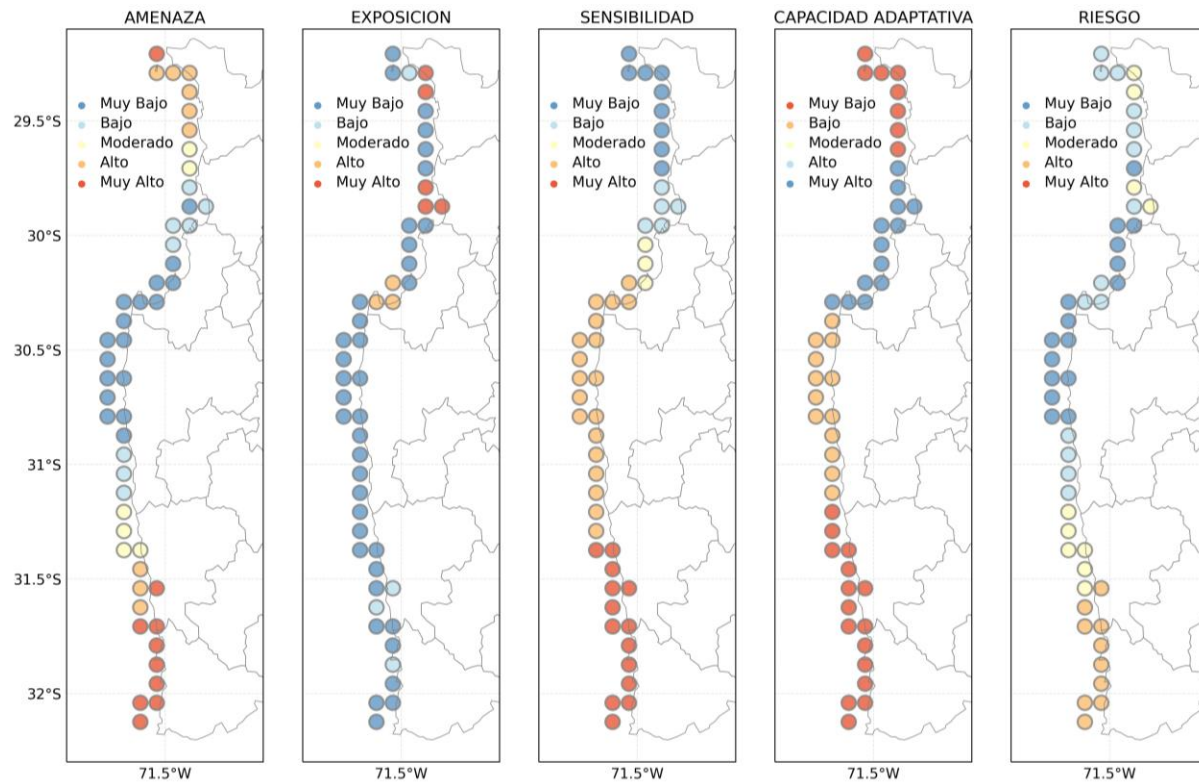 AMENAZA
EXPOSICION
SENSIBILIDAD
CAPACIDAD ADAPTATIVA
RIESGO
29.5°S
30°S
30.5°S
31°S
31.5°S
32°S
Muy Bajo
Bajo
Moderado
Alto
Muy Alto
Muy Bajo
Bajo
Moderado
Alto
Muy Alto
Muy Bajo
Bajo
Moderado
Alto
Muy Alto
Muy Bajo
Bajo
Moderado
Alto
Muy Alto
Muy Bajo
Bajo
Moderado
Alto
Muy Alto
71.5°W
71.5°W
71.5°W
71.5°W
71.5°W